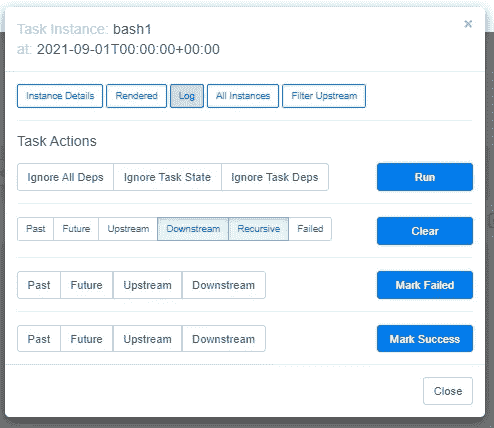 Task Instance: bash1 ×
at: 2021-09-01T00:00:00+00:00
Instance Details Rendered Log All Instances Filter Upstream
Task Actions
Ignore All Deps Ignore Task State Ignore Task Deps Run
Past Future Upstream Downstream Recursive Failed Clear
Past Future Upstream Downstream Mark Failed
Past Future Upstream Downstream Mark Success
Close